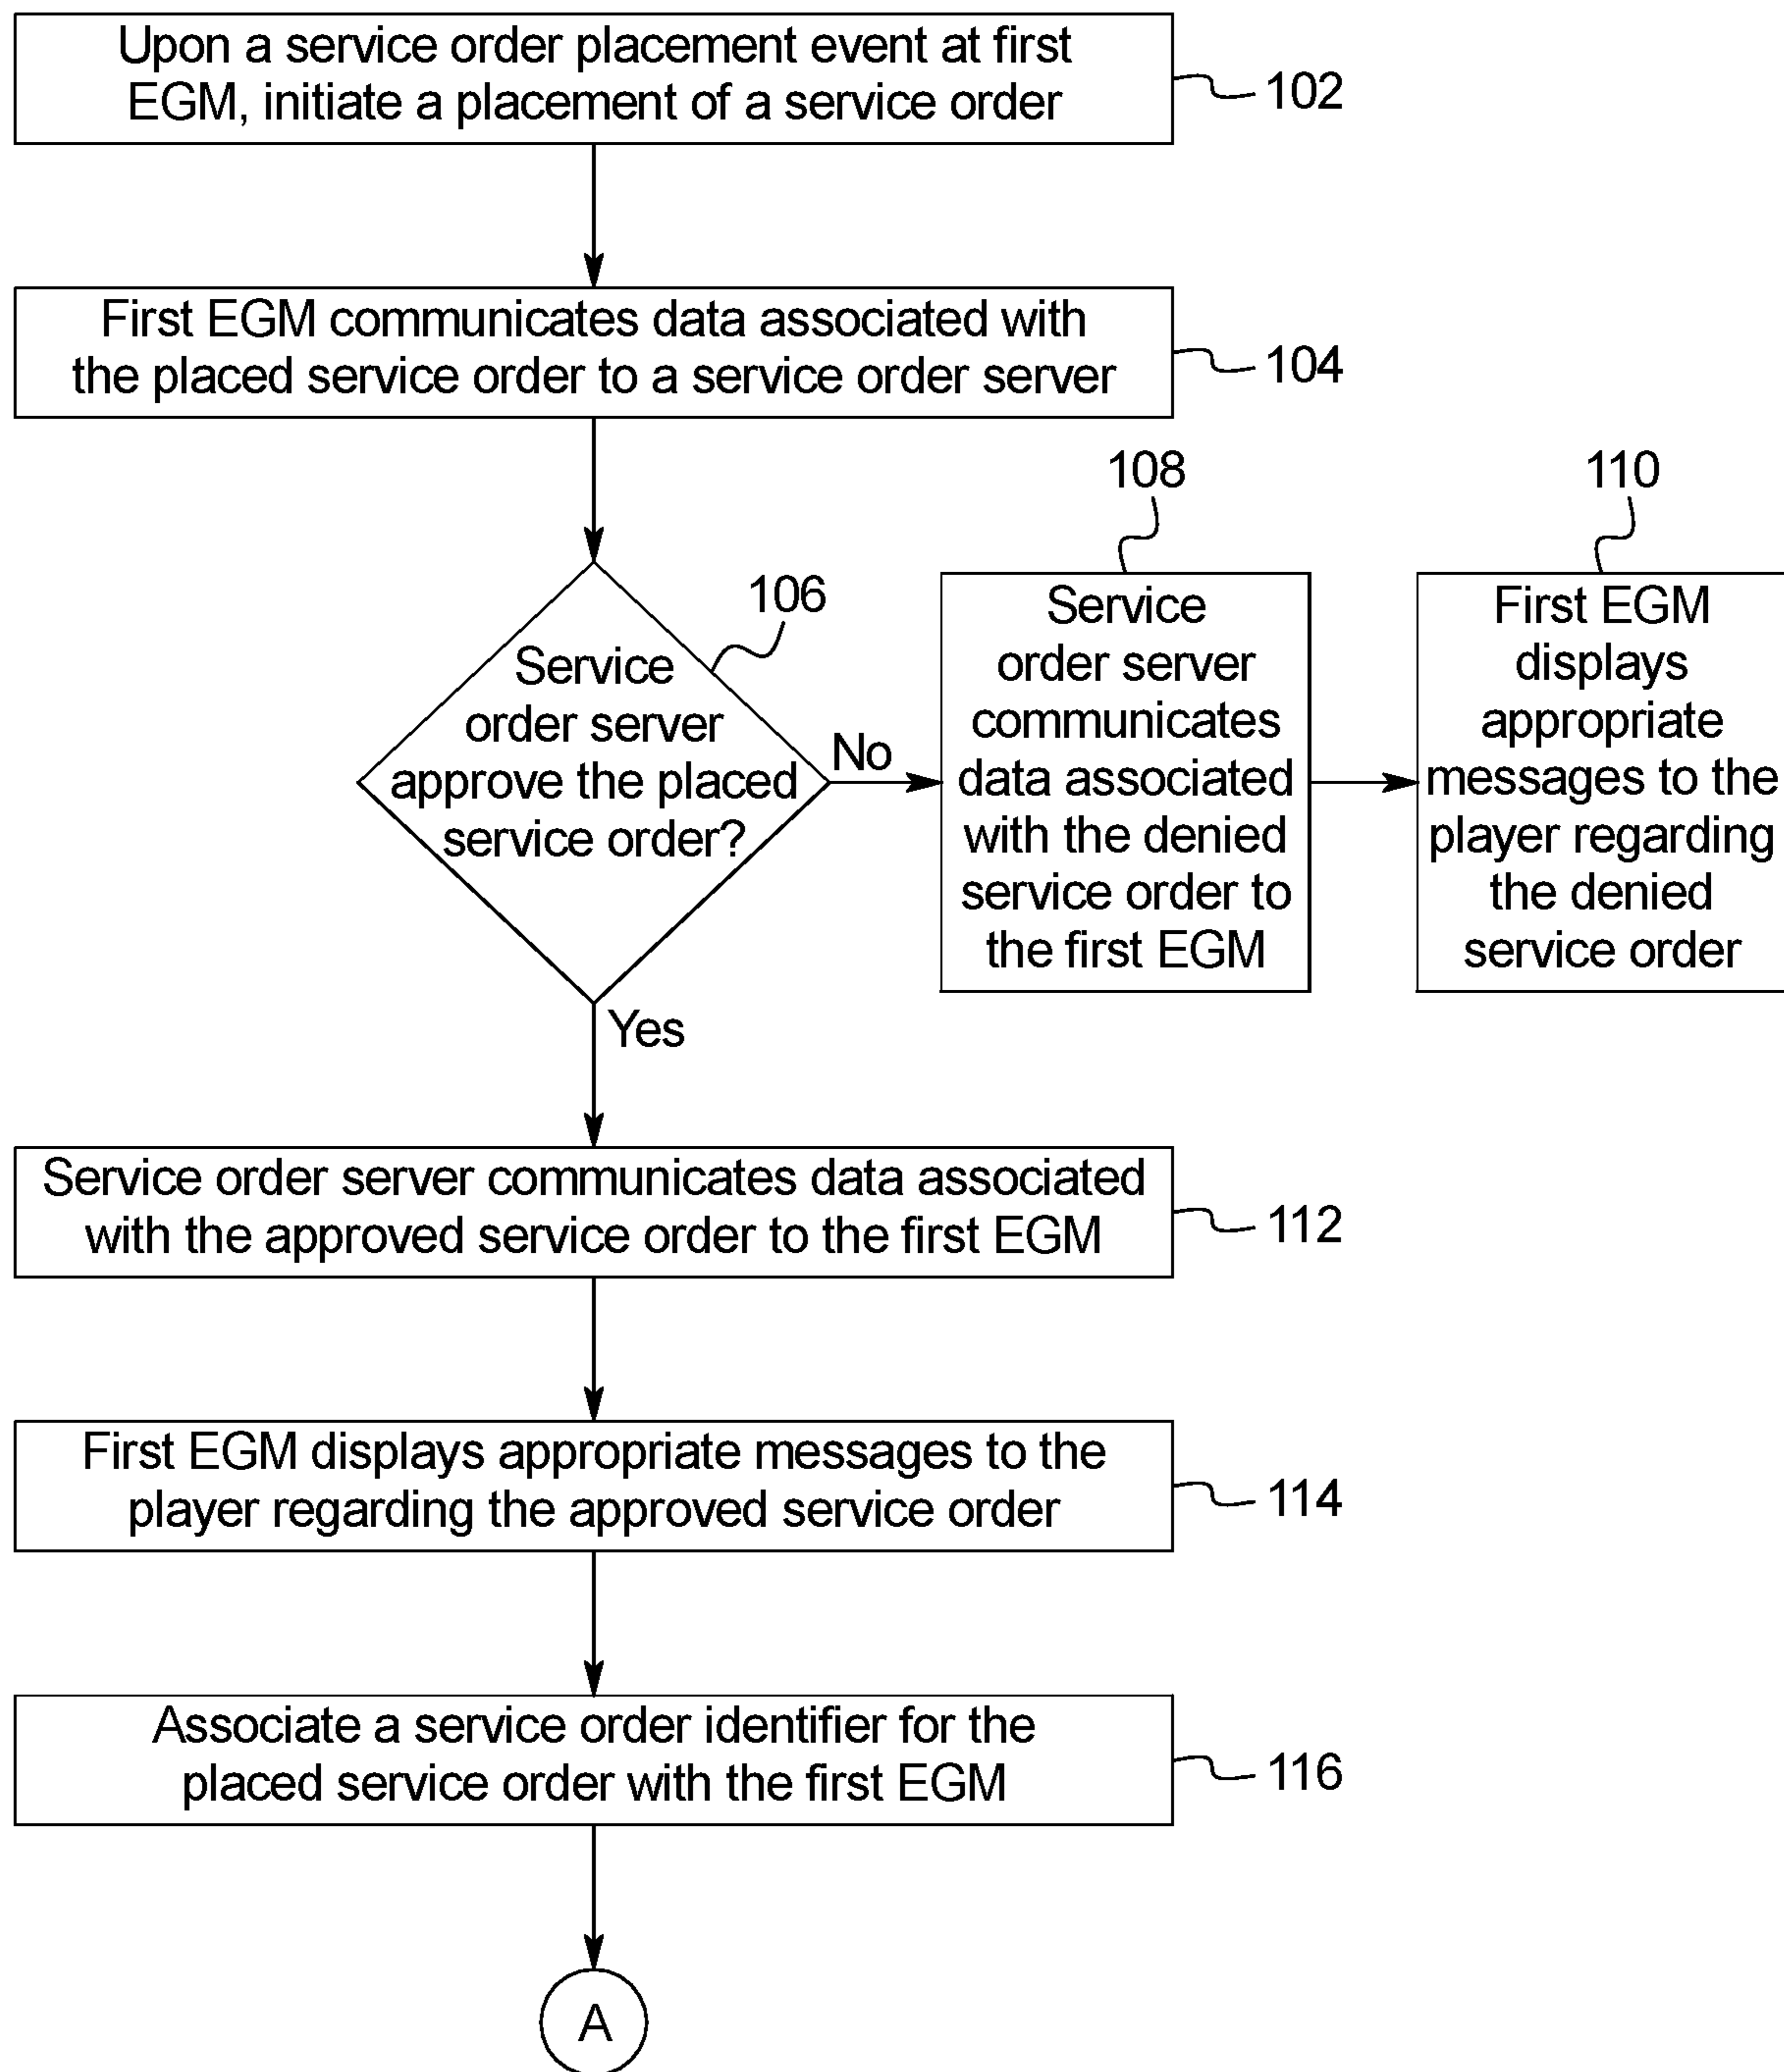 Upon a service order placement event at first
EGM, initiate a placement of a service order
102
First EGM communicates data associated with
the placed service order to a service order server
104
106
Service
order server
approve the placed
service order?
No
108
Service
order server
communicates
data associated
with the denied
service order to
the first EGM
110
First EGM
displays
appropriate
messages to the
player regarding
the denied
service order
Yes
Service order server communicates data associated
with the approved service order to the first EGM
112
First EGM displays appropriate messages to the
player regarding the approved service order
114
Associate a service order identifier for the
placed service order with the first EGM
116
A